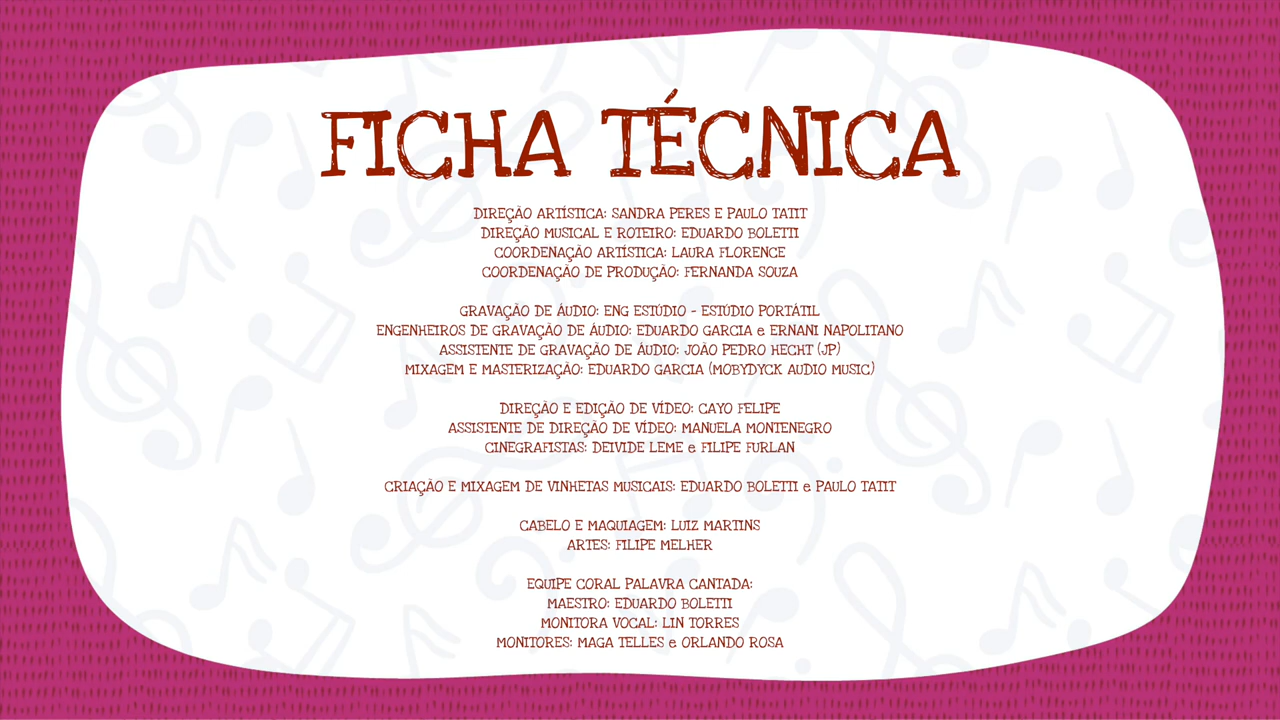 FICHA TÉCNICA
DIREÇÃO ARTÍSTICA: SANDRA PERES E PAULO TATIT
DIREÇÃO MUSICAL E ROTEIRO: EDUARDO BOLETTI
COORDENAÇÃO ARTÍSTICA: LAURA FLORENCE
COORDENAÇÃO DE PRODUÇÃO: FERNANDA SOUZA
GRAVAÇÃO DE ÁUDIO: ENG ESTÚDIO - ESTÚDIO PORTÁTIL
ENGENHEIROS DE GRAVAÇÃO DE ÁUDIO: EDUARDO GARCIA e ERNANI NAPOLITANO
ASSISTENTE DE GRAVAÇÃO DE ÁUDIO: JOÃO PEDRO HECHT (JP)
MIXAGEM E MASTERIZAÇÃO: EDUARDO GARCIA (MOBYDYCK AUDIO MUSIC)
DIREÇÃO E EDIÇÃO DE VÍDEO: CAYO FELIPE
ASSISTENTE DE DIREÇÃO DE VÍDEO: MANUELA MONTENEGRO
CINEGRAFISTAS: DEIVIDE LEME e FILIPE FURLAN
CRIAÇÃO E MIXAGEM DE VINHETAS MUSICAIS: EDUARDO BOLETTI e PAULO TATIT
CABELO E MAQUIAGEM: LUIZ MARTINS
ARTES: FILIPE MELHER
EQUIPE CORAL PALAVRA CANTADA:
MAESTRO: EDUARDO BOLETTI
MONITORA VOCAL: LIN TORRES
MONITORES: MAGA TELLES e ORLANDO ROSA